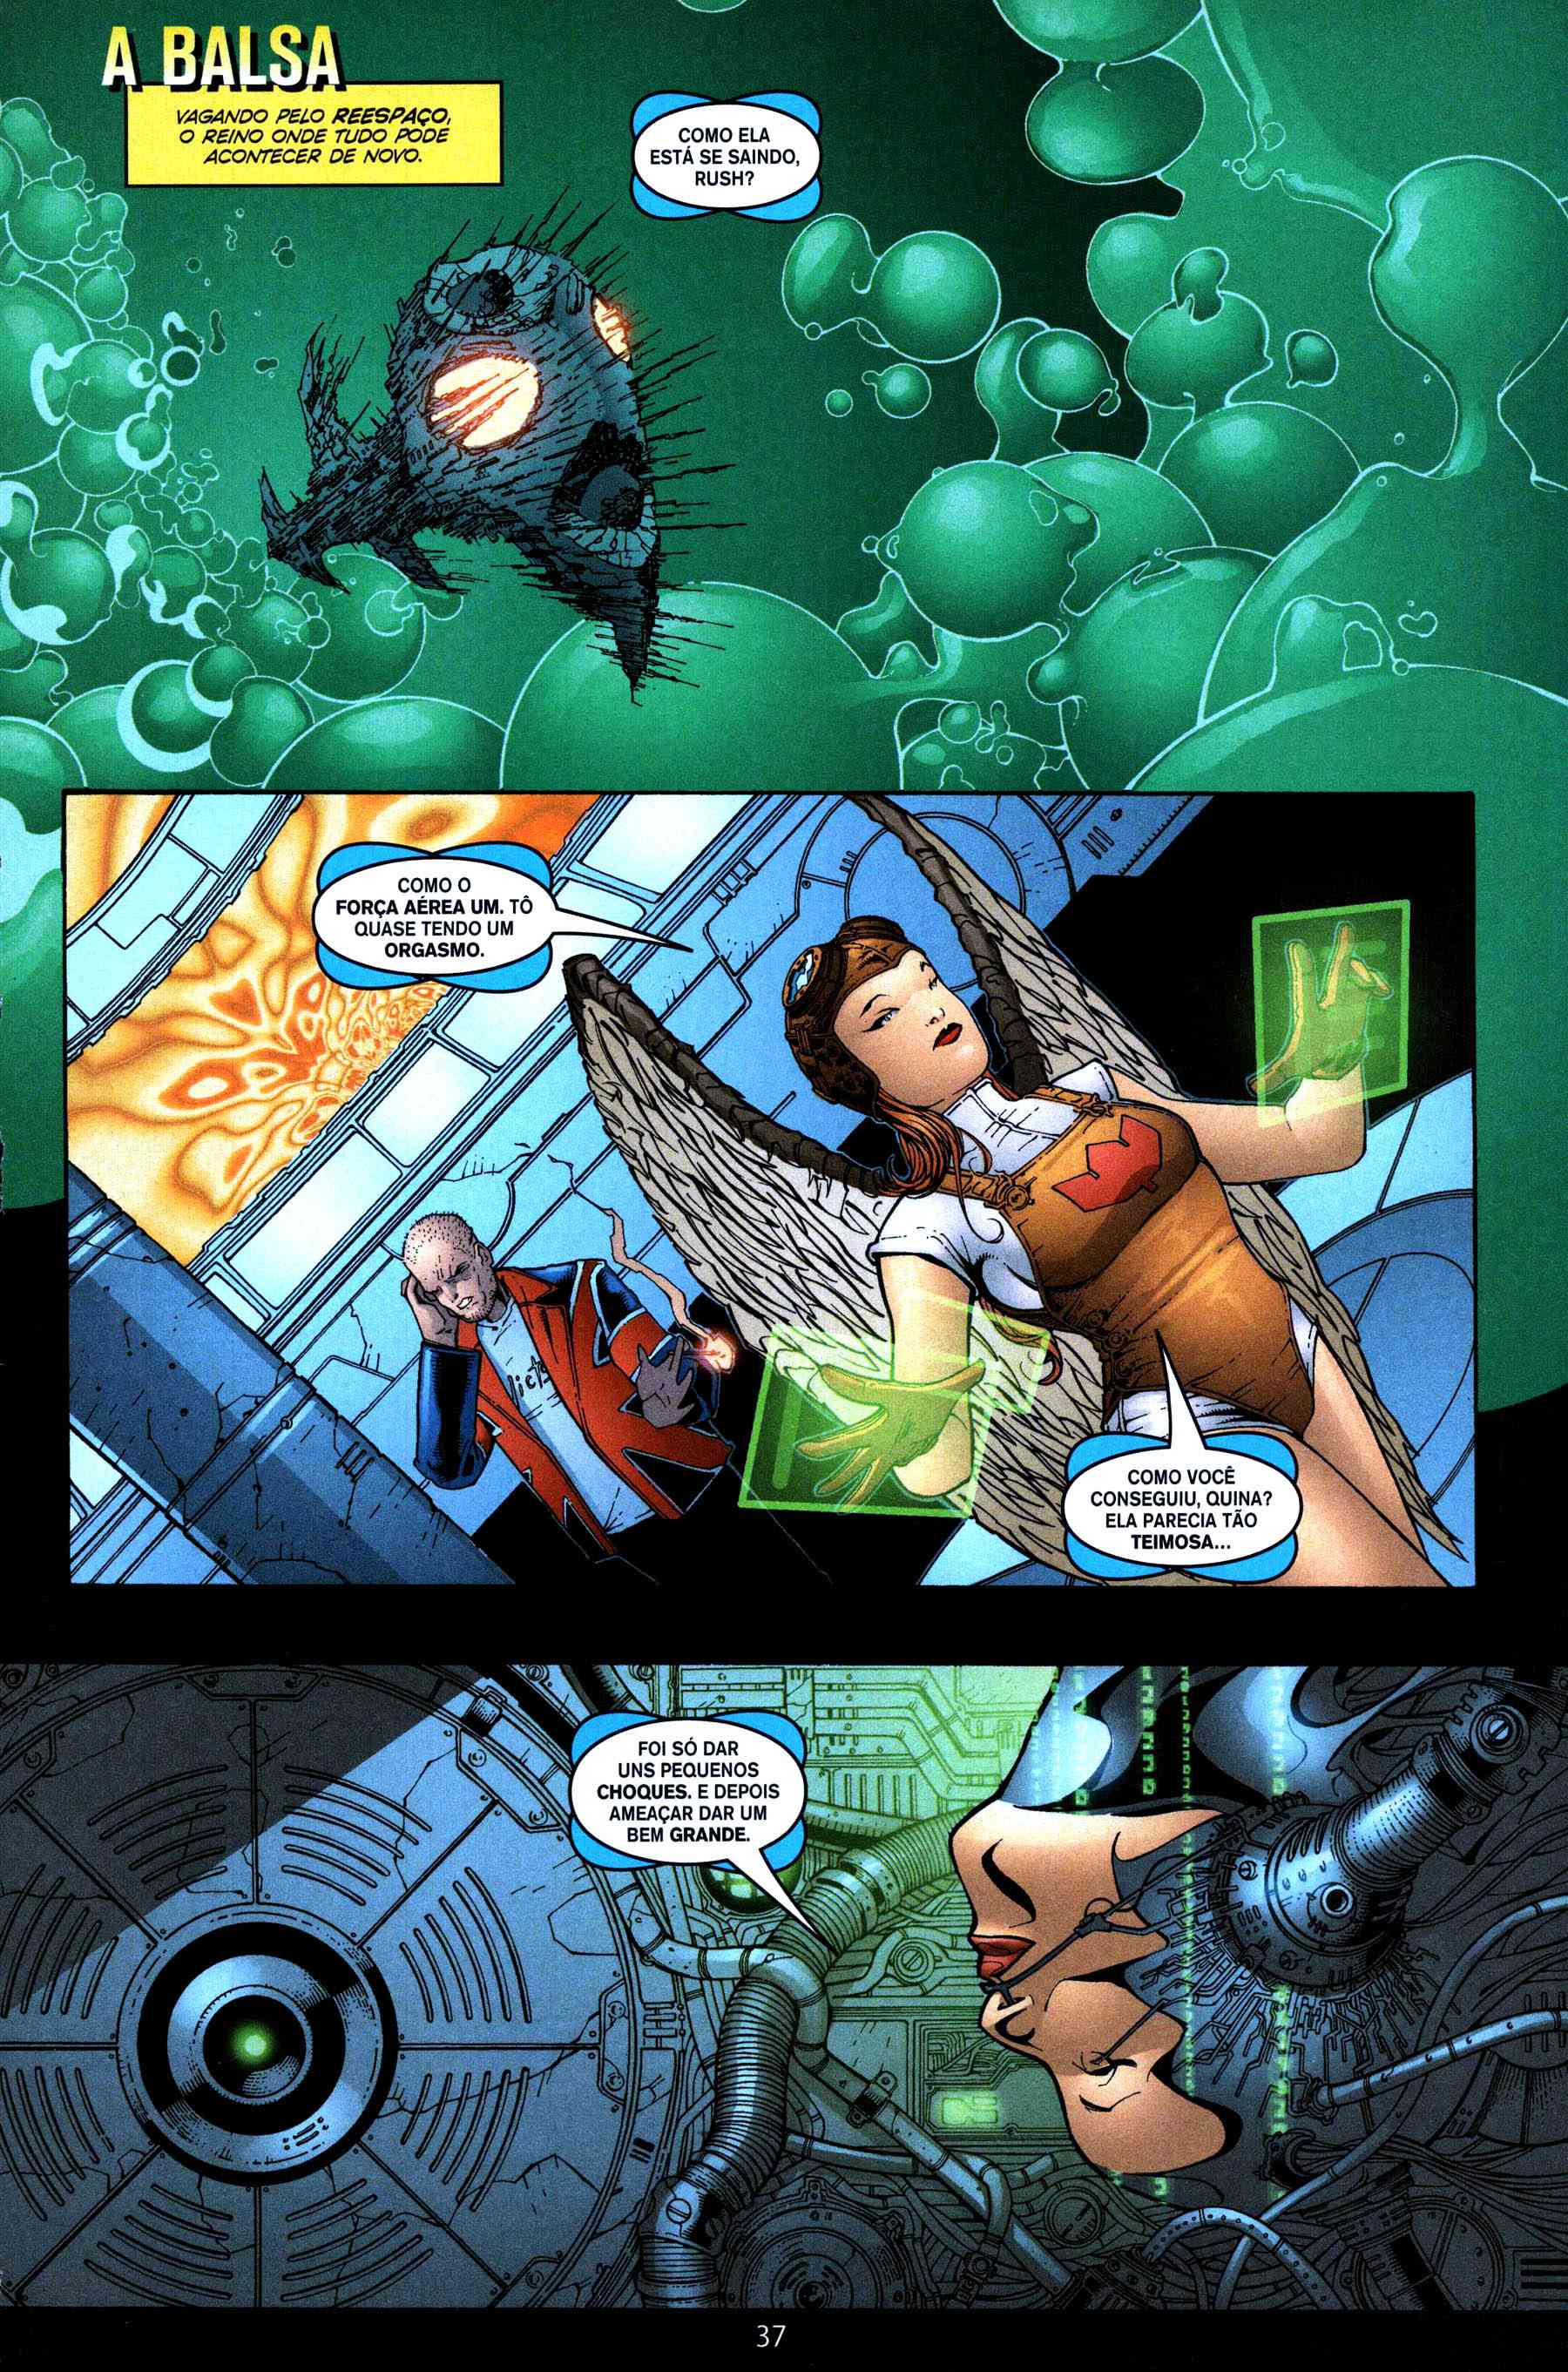 A BALSA
VAGANDO PELO REESPAÇO,
O REINO ONDE TUDO PODE
ACONTECER DE NOVO.
COMO ELA
ESTÁ SE SAINDO,
RUSH?
COMO O
FORÇA AÉREA UM. TÔ
QUASE TENDO UM
ORGASMO.
COMO VOCÊ
CONSEGUIU, QUINA?
ELA PARECIA TÃO
TEIMOSA...
FOI SÓ DAR
UNS PEQUENOS
CHOQUES. E DEPOIS
AMEAÇAR DAR UM
BEM GRANDE.
37